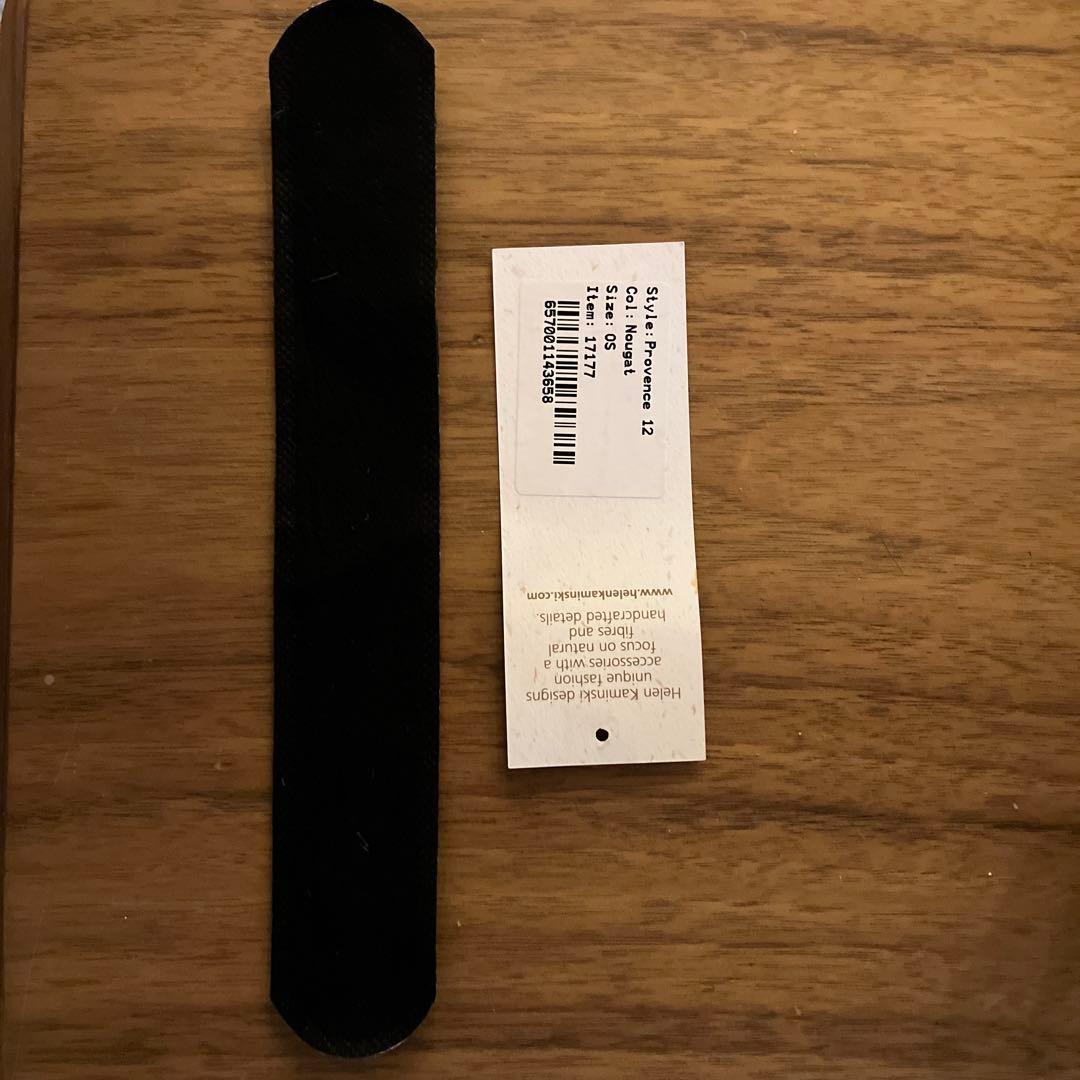 Style: Provence 12
Col: Nougat
Size: OS
Item: 17177
657001143658
Helen Kaminski designs
unique fashion
accessories with a
focus on natural
fibres and
handcrafted details.
www.helenkaminski.com